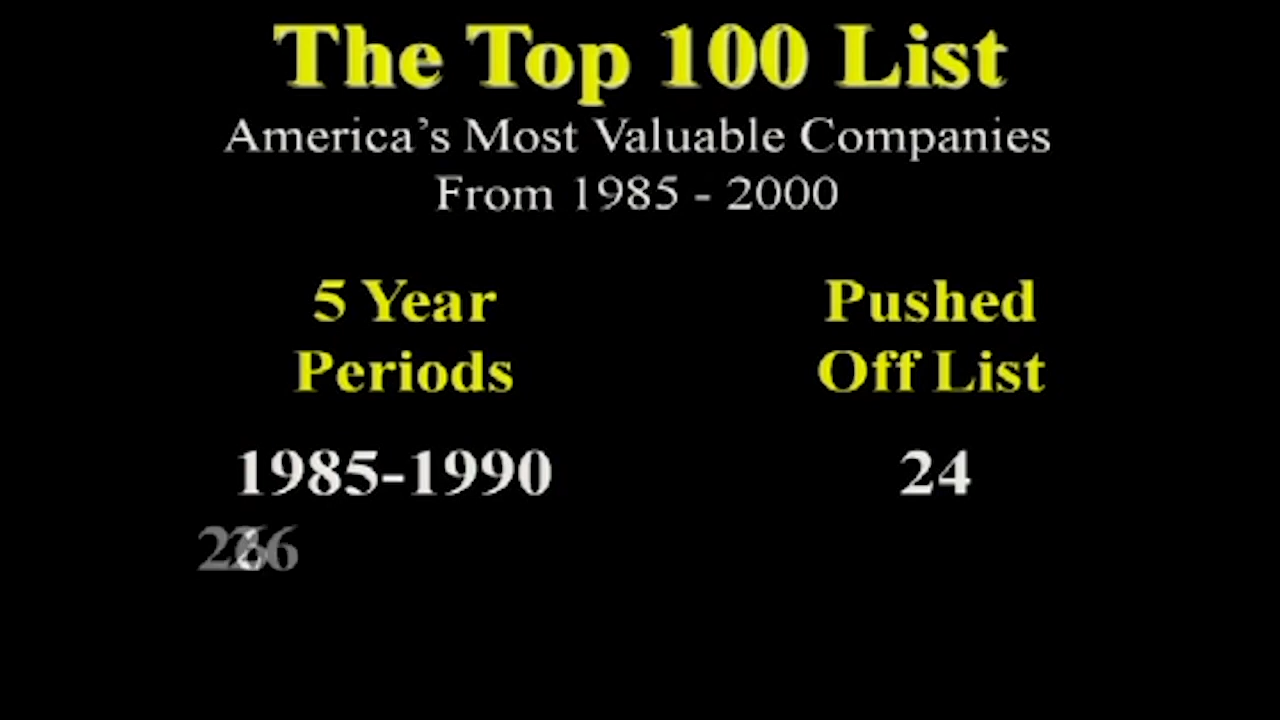 The Top 100 List
America's Most Valuable Companies
From 1985 - 2000
5 Year
Periods
Pushed
Off List
1985-1990 24